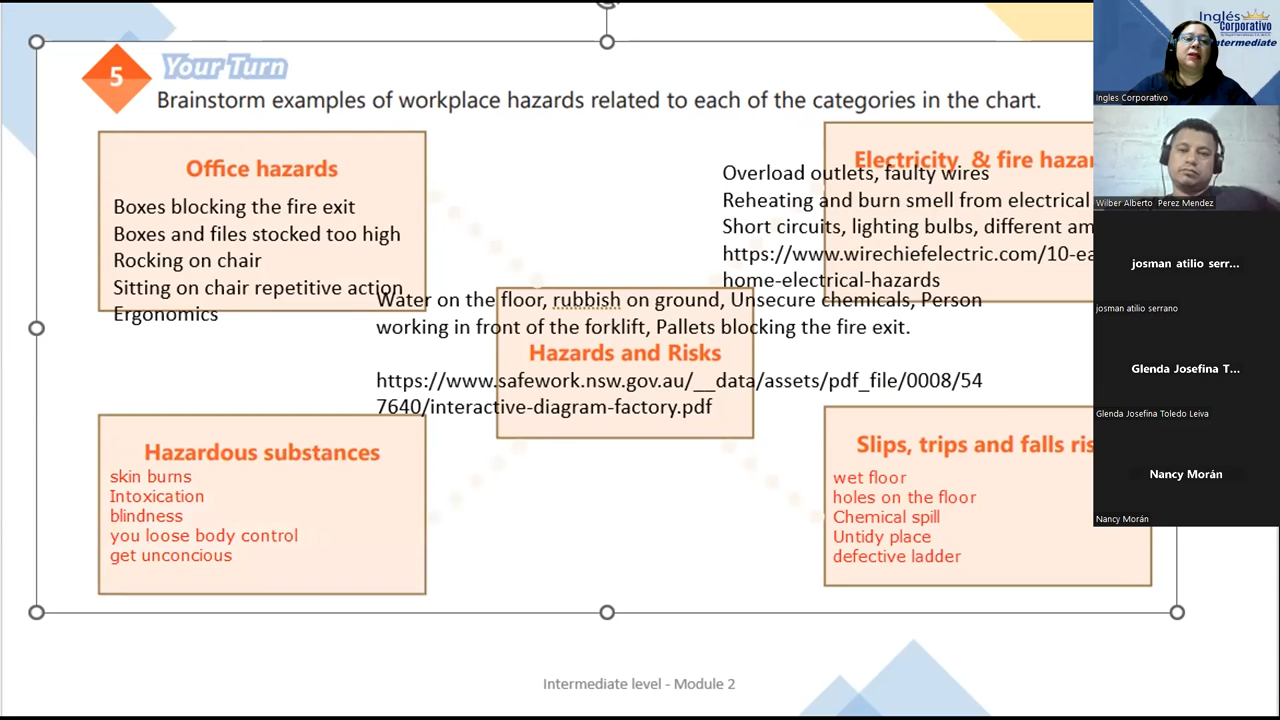 5 Your Turn
Brainstorm examples of workplace hazards related to each of the categories in the chart.
Office hazards
Boxes blocking the fire exit
Boxes and files stocked too high
Rocking on chair
Sitting on chair repetitive action
Ergonomics
Electricity & fire hazar
Overload outlets, faulty wires
Reheating and burn smell from electrical
Short circuits, lighting bulbs, different am
https://www.wirechiefelectric.com/10-ea
home-electrical-hazards
Water on the floor, rubbish on ground, Unsecure chemicals, Person
working in front of the forklift, Pallets blocking the fire exit.
Hazards and Risks
https://www.safework.nsw.gov.au/__data/assets/pdf_file/0008/54
7640/interactive-diagram-factory.pdf
Hazardous substances
skin burns
Intoxication
blindness
you loose body control
get unconcious
Slips, trips and falls ris
wet floor
holes on the floor
Chemical spill
Untidy place
defective ladder
Intermediate level - Module 2
Inglés
Corporativo
Intermediate
Ingles Corporativo
Wilber Alberto Perez Mendez
josman atilio serr...
josman atilio serrano
Glenda Josefina T...
Glenda Josefina Toledo Leiva
Nancy Morán
Nancy Morán